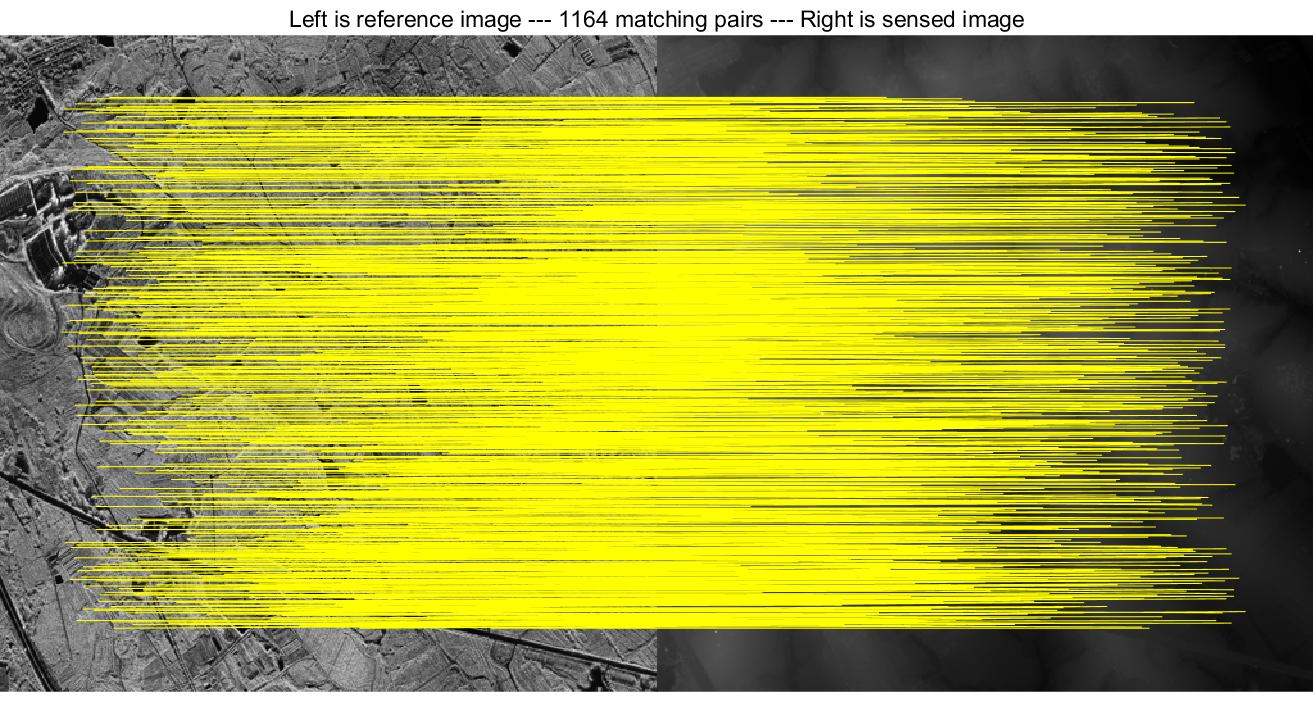 Left is reference image --- 1164 matching pairs --- Right is sensed image